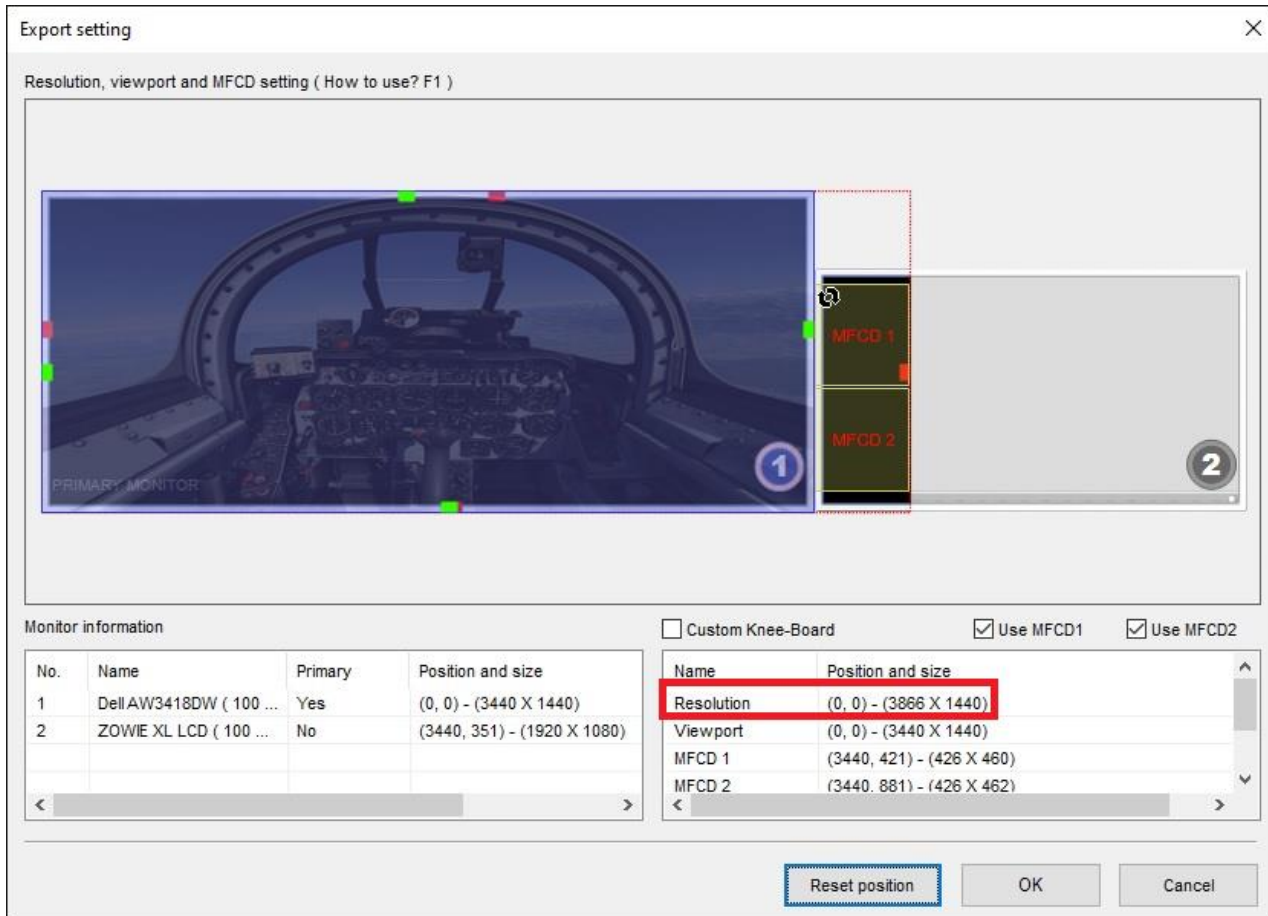 Export setting
Resolution, viewport and MFCD setting ( How to use? F1 )
MFCD 1
MFCD 2
1
2
PRIMARY MONITOR
Monitor information
Custom Knee-Board
Use MFCD1
Use MFCD2
No. Name Primary Position and size
1 Dell AW3418DW ( 100 ... Yes (0, 0) - (3440 X 1440)
2 ZOWIE XL LCD ( 100 ... No (3440, 351) - (1920 X 1080)
Name Position and size
Resolution (0, 0) - (3866 X 1440)
Viewport (0, 0) - (3440 X 1440)
MFCD 1 (3440, 421) - (426 X 460)
MFCD 2 (3440, 881) - (426 X 462)
Reset position
OK
Cancel